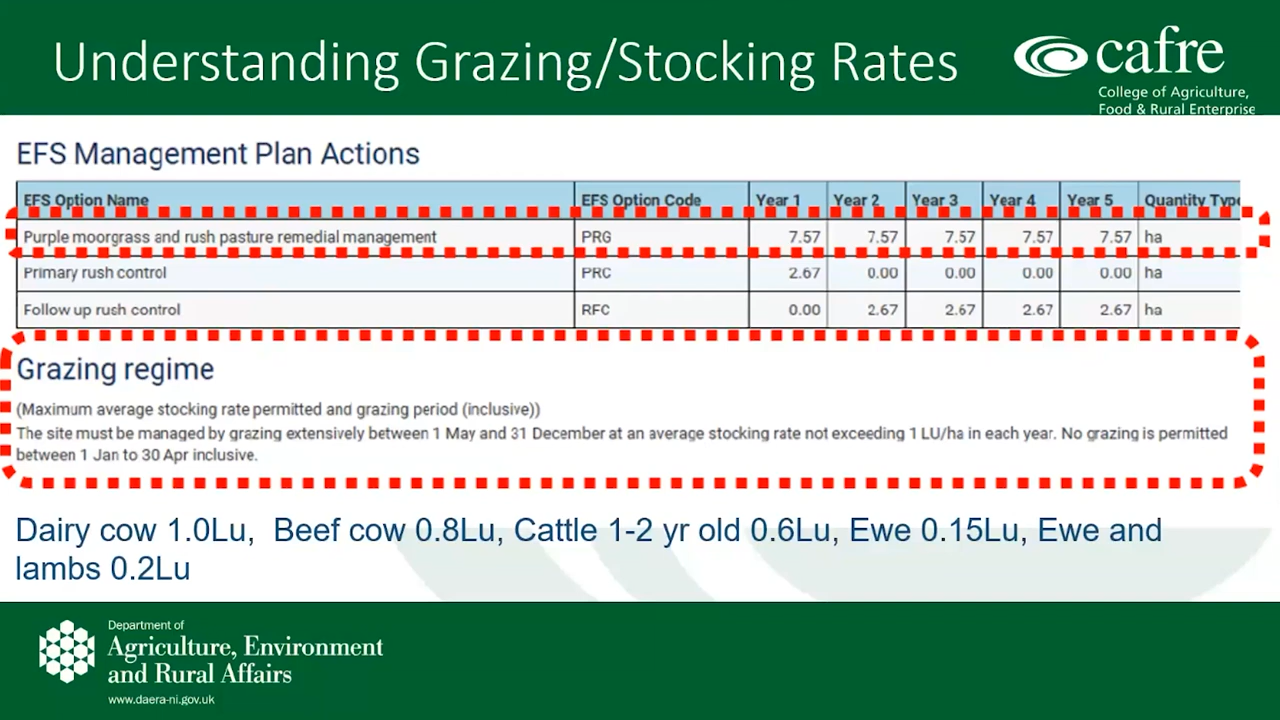 Understanding Grazing/Stocking Rates
cafre
College of Agriculture,
Food & Rural Enterprise
EFS Management Plan Actions
EFS Option Name EFS Option Code Year 1 Year 2 Year 3 Year 4 Year 5 Quantity Type
Purple moorgrass and rush pasture remedial management PRG 7.57 7.57 7.57 7.57 7.57 ha
Primary rush control PRC 2.67 0.00 0.00 0.00 0.00 ha
Follow up rush control RFC 0.00 2.67 2.67 2.67 2.67 ha
Grazing regime
(Maximum average stocking rate permitted and grazing period (inclusive))
The site must be managed by grazing extensively between 1 May and 31 December at an average stocking rate not exceeding 1 LU/ha in each year. No grazing is permitted
between 1 Jan to 30 Apr inclusive.
Dairy cow 1.0Lu, Beef cow 0.8Lu, Cattle 1-2 yr old 0.6Lu, Ewe 0.15Lu, Ewe and
lambs 0.2Lu
Department of
Agriculture, Environment
and Rural Affairs
www.daera-ni.gov.uk